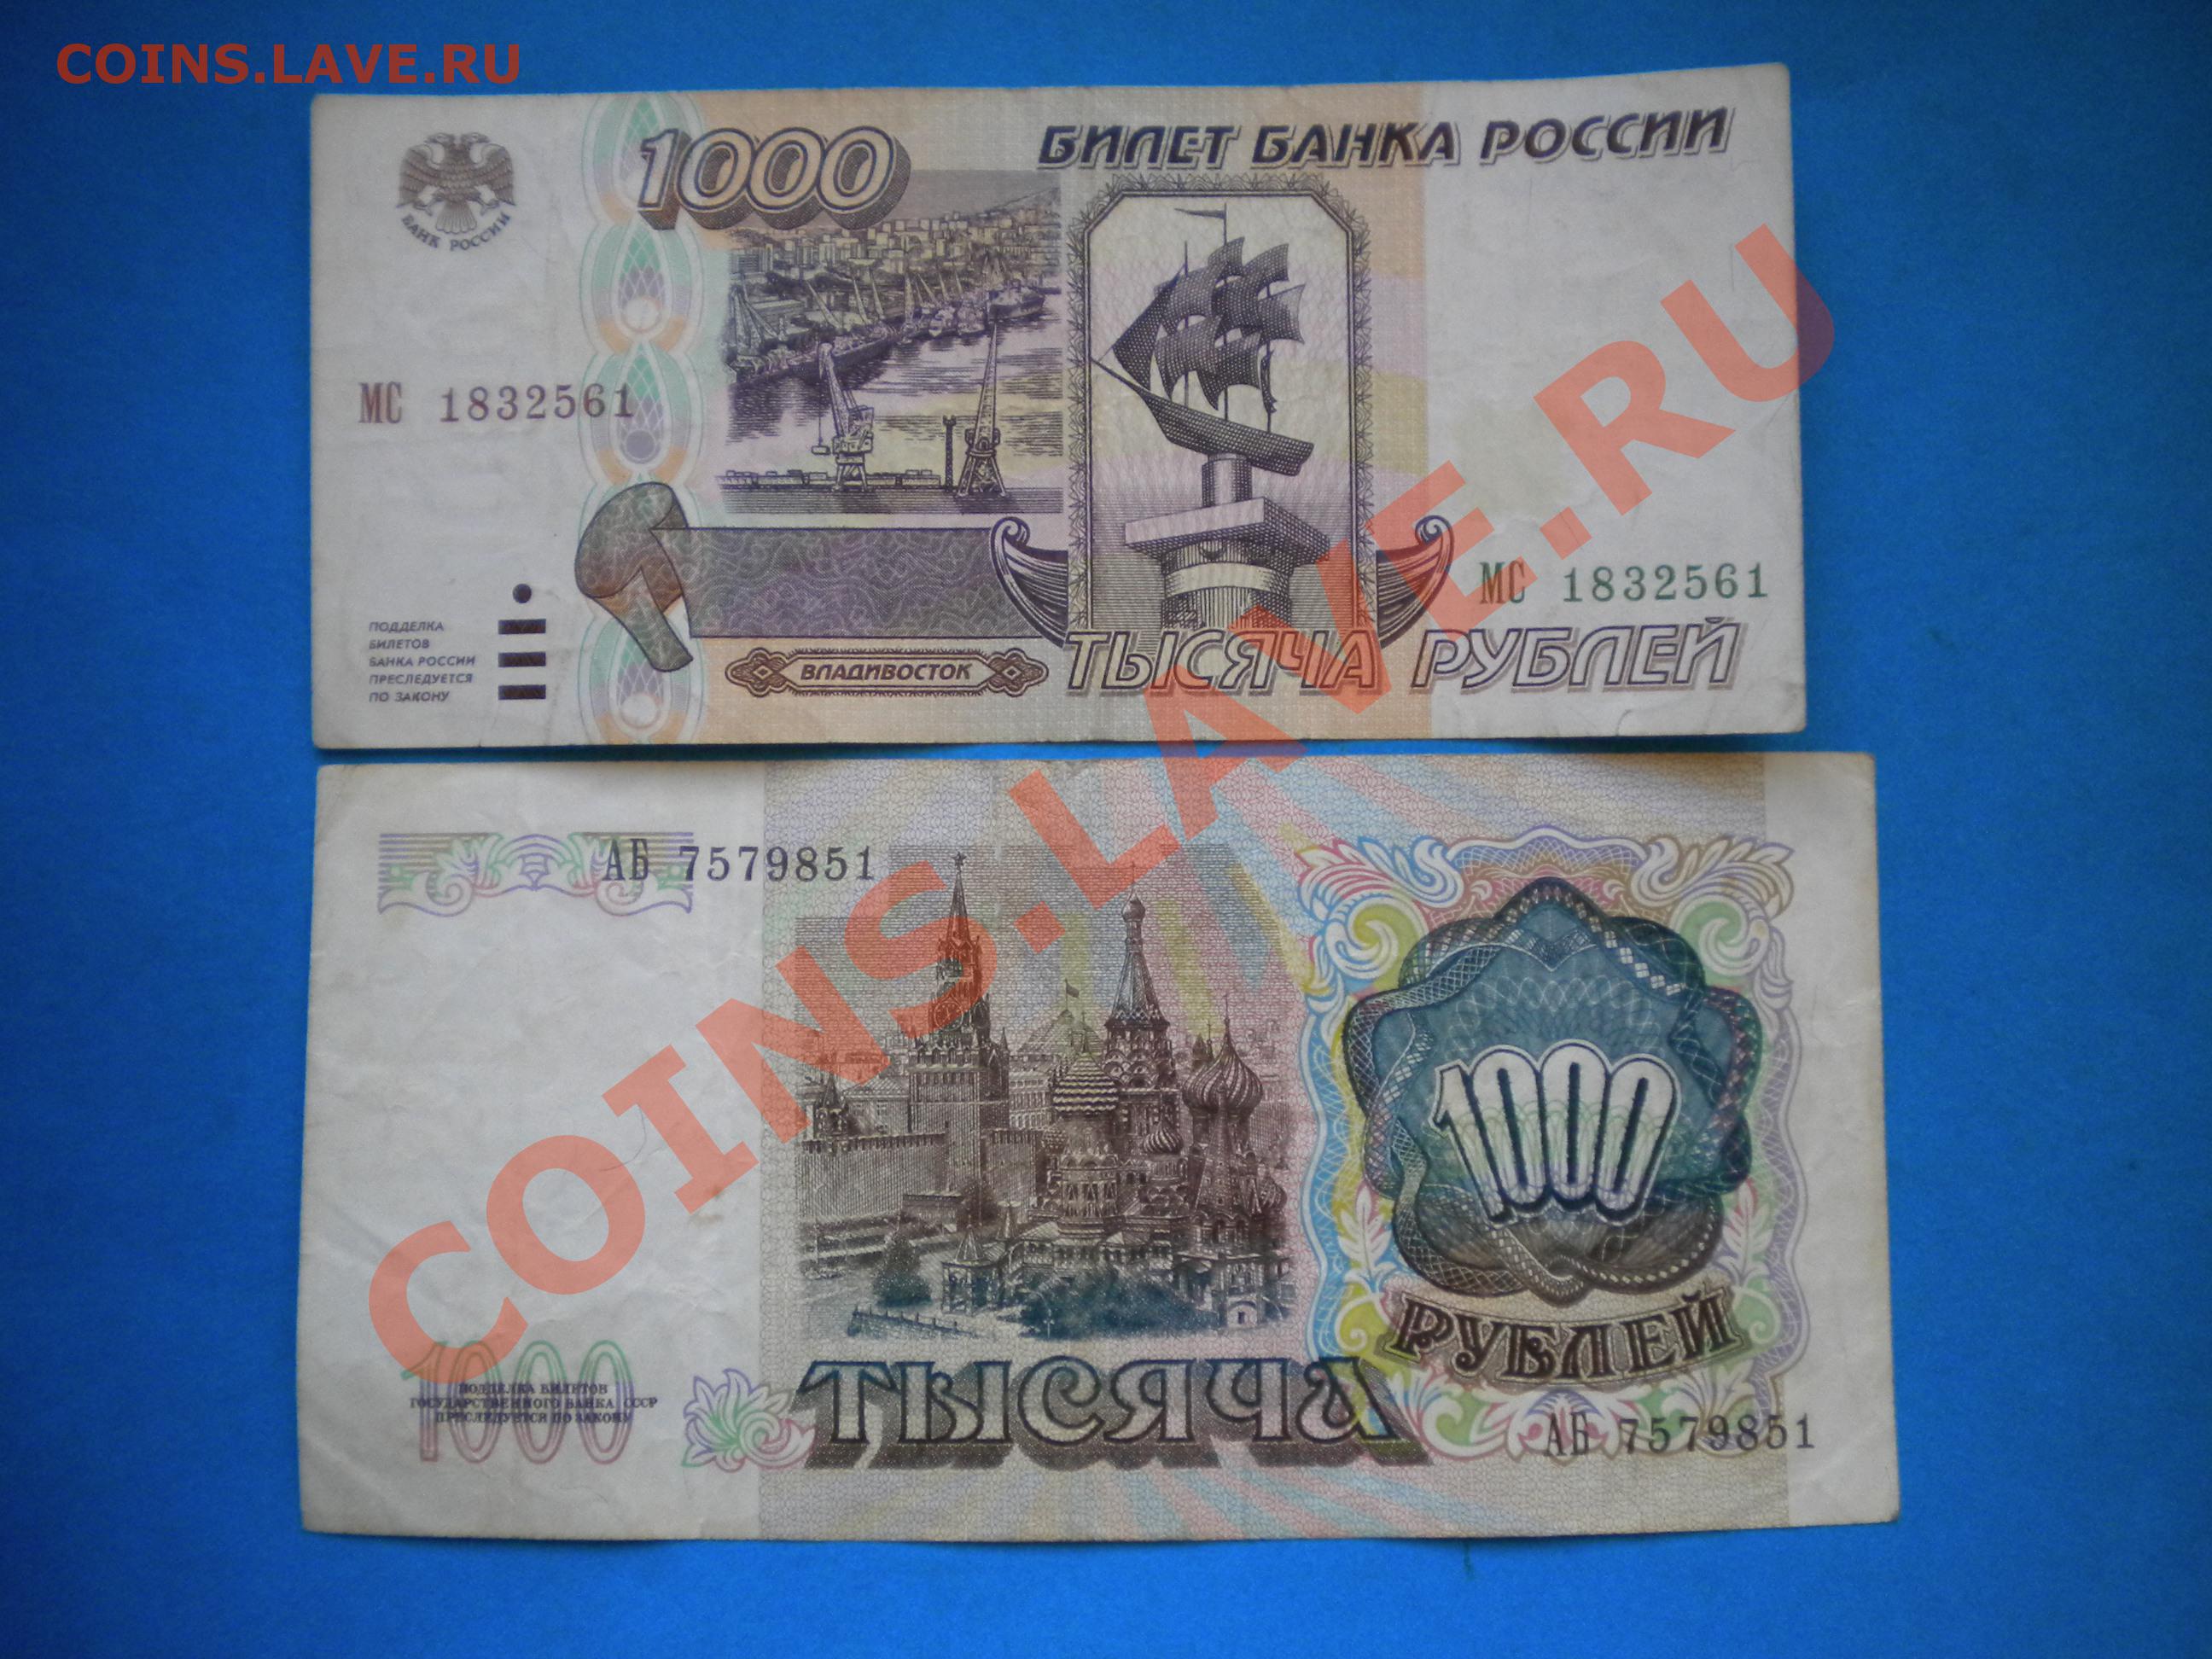 COINS.LAVE.RU
1000
БИЛЕТ БАНКА РОССИИ
БАНК РОССИИ
МС 1832561
МС 1832561
ПОДДЕЛКА
БИЛЕТОВ
БАНКА РОССИИ
ПРЕСЛЕДУЕТСЯ
ПО ЗАКОНУ
ВЛАДИВОСТОК
ТЫСЯЧА РУБЛЕЙ
COINS.LAVE.RU
АБ 7579851
1000
РУБЛЕЙ
1000
ПОДДЕЛКА БИЛЕТОВ
ГОСУДАРСТВЕННОГО БАНКА СССР
ПРЕСЛЕДУЕТСЯ ПО ЗАКОНУ
ТЫСЯЧА
АБ 7579851